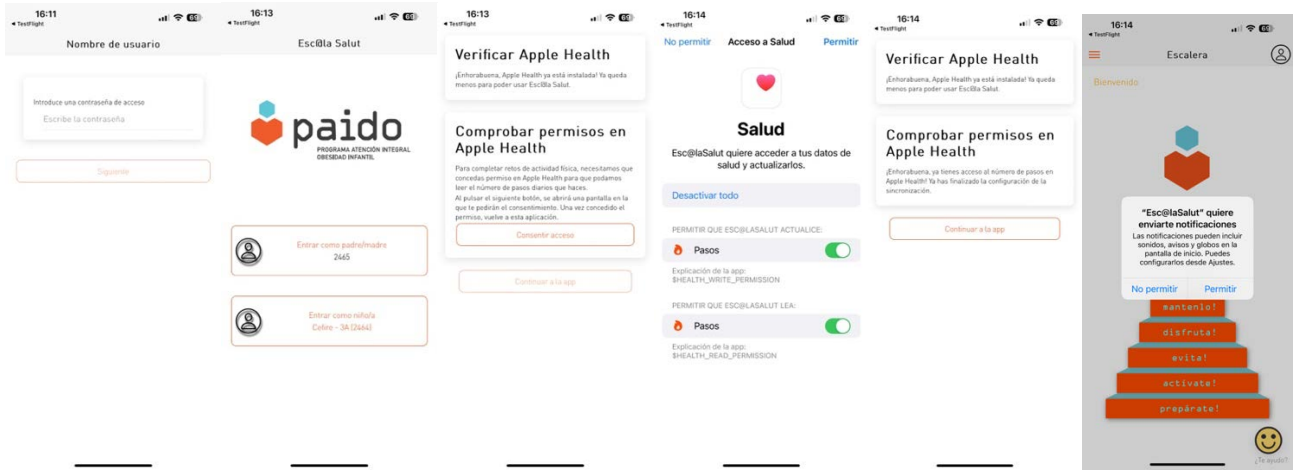 16:11
◄ TestFlight
Nombre de usuario
Introduce una contraseña de acceso
Escribe la contraseña
Siguiente
16:13
◄ TestFlight
Esc@la Salut
paido
PROGRAMA ATENCIÓN INTEGRAL
OBESIDAD INFANTIL
Entrar como padre/madre
2465
Entrar como niño/a
Cefire - 3A (2464)
16:13
◄ TestFlight
Verificar Apple Health
¡Enhorabuena, Apple Health ya está instalada! Ya queda
menos para poder usar Esc@la Salut.
Comprobar permisos en
Apple Health
Para completar retos de actividad física, necesitamos que
concedas permiso en Apple Health para que podamos
leer el número de pasos diarios que haces.
Al pulsar el siguiente botón, se abrirá una pantalla en la
que le pedirán el consentimiento. Una vez concedido el
permiso, vuelve a esta aplicación.
Consentir acceso
Continuar a la app
16:14
◄ TestFlight
No permitir Acceso a Salud Permitir
Salud
Esc@laSalut quiere acceder a tus datos de
salud y actualizarlos.
Desactivar todo
PERMITIR QUE ESC@LASALUT ACTUALICE:
Pasos
Explicación de la app:
$HEALTH_WRITE_PERMISSION
PERMITIR QUE ESC@LASALUT LEA:
Pasos
Explicación de la app:
$HEALTH_READ_PERMISSION
16:14
◄ TestFlight
Verificar Apple Health
¡Enhorabuena, Apple Health ya está instalada! Ya queda
menos para poder usar Esc@la Salut.
Comprobar permisos en
Apple Health
¡Enhorabuena, ya tienes acceso al número de pasos en
Apple Health! Ya has finalizado la configuración de la
sincronización.
Continuar a la app
16:14
◄ TestFlight
Escalera
Bienvenido
"Esc@laSalut" quiere
enviarte notificaciones
Las notificaciones pueden incluir
sonidos, avisos y globos en la
pantalla de inicio. Puedes
configurarlos desde Ajustes.
No permitir Permitir
mantenlo!
disfruta!
evita!
actívate!
prepárate!
¿Te ayudo?